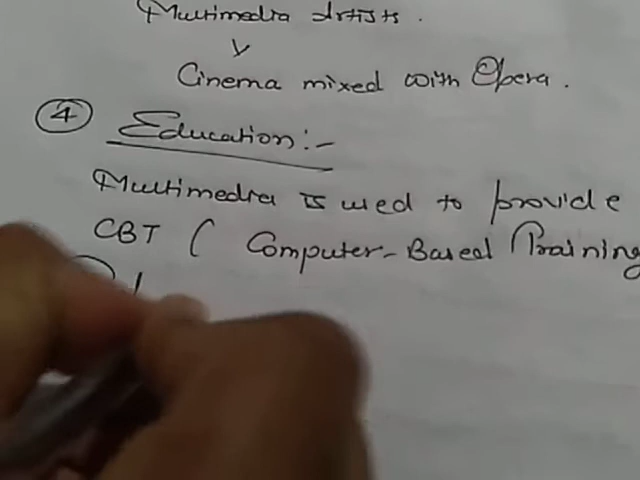 Multimedia Artists.
Cinema mixed with Opera.
4 Education:-
Multimedia is used to provide
CBT ( Computer-Based Training